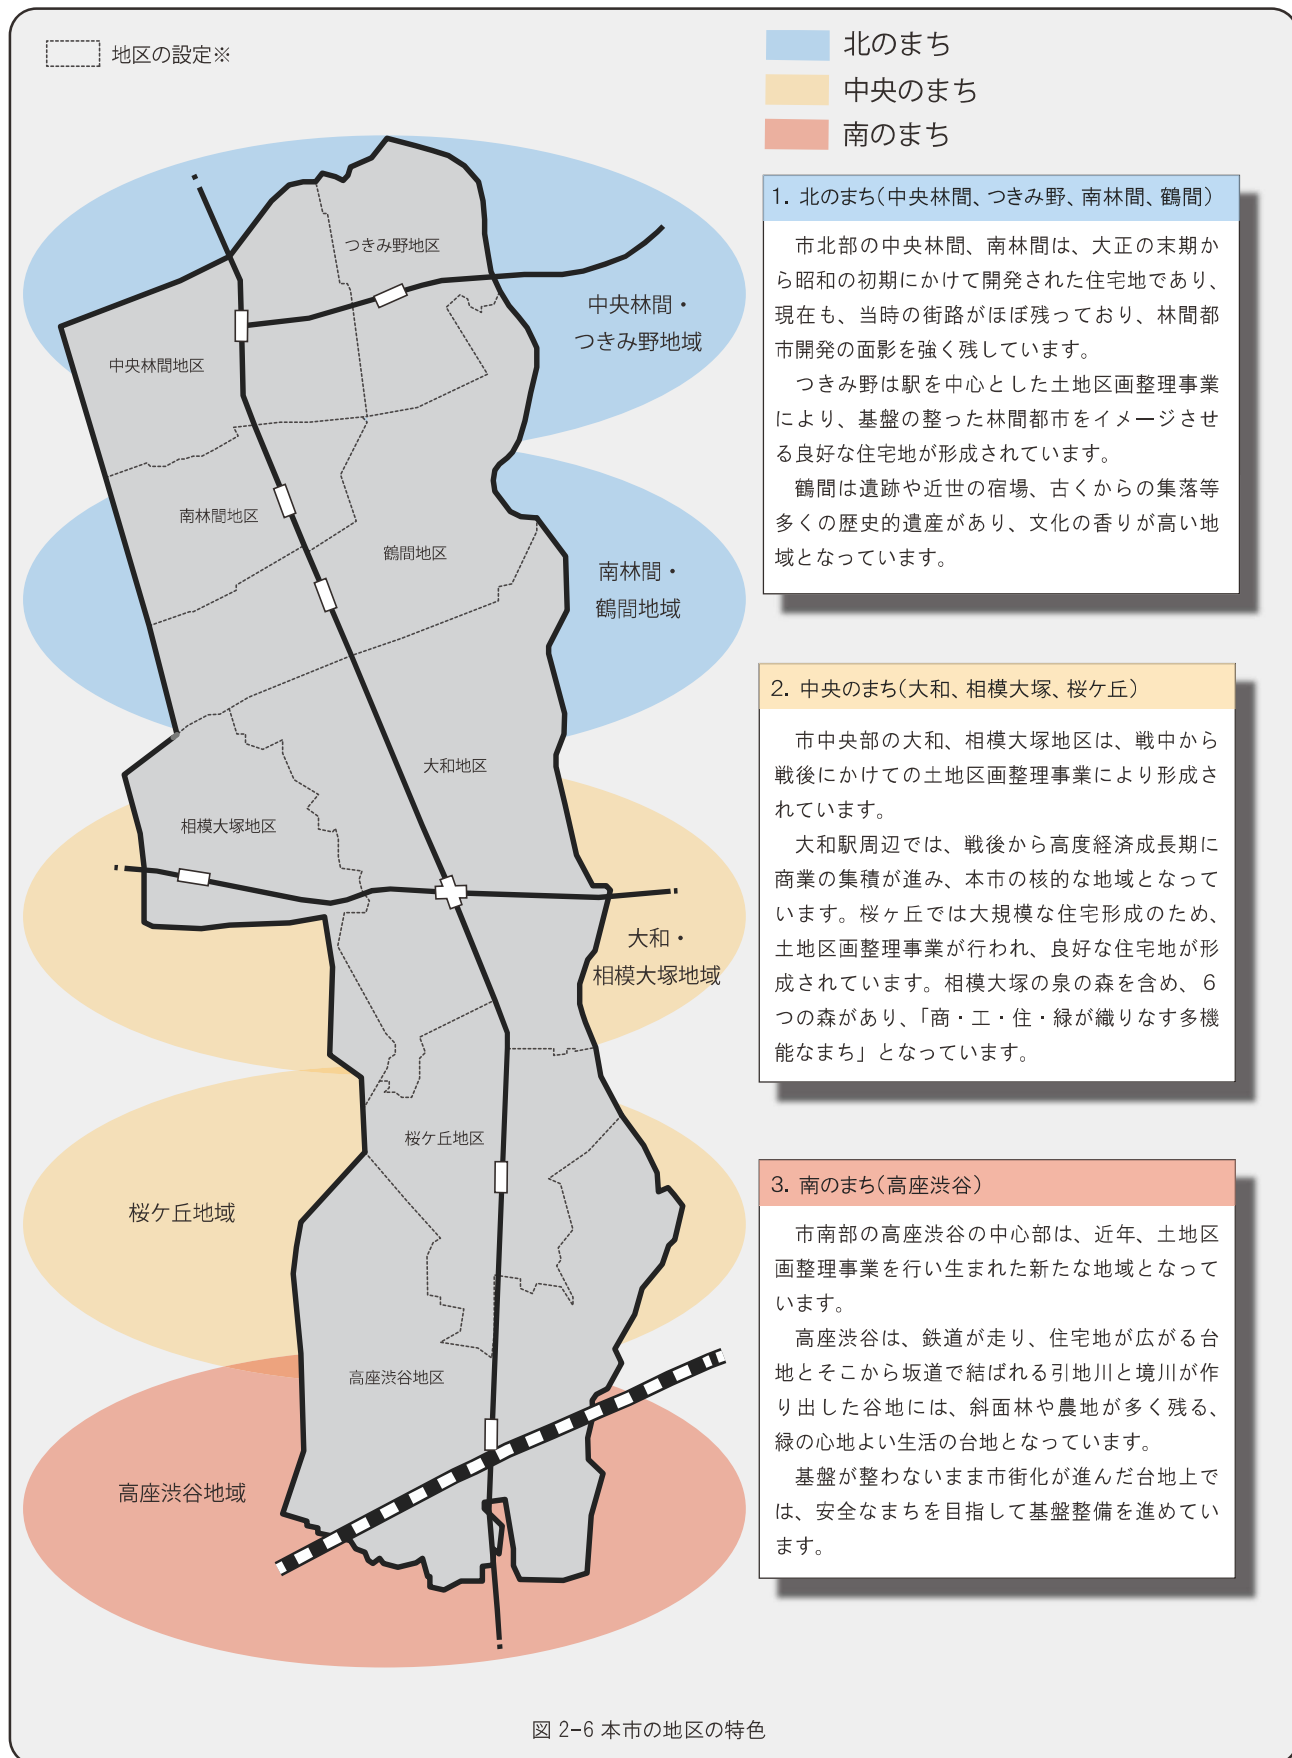 地区の設定※
北のまち
中央のまち
南のまち
つきみ野地区
中央林間・
つきみ野地域
中央林間地区
南林間地区
鶴間地区
南林間・
鶴間地域
大和地区
相模大塚地区
大和・
相模大塚地域
桜ケ丘地区
桜ケ丘地域
高座渋谷地区
高座渋谷地域
1. 北のまち(中央林間、つきみ野、南林間、鶴間)
市北部の中央林間、南林間は、大正の末期か
ら昭和の初期にかけて開発された住宅地であり、
現在も、当時の街路がほぼ残っており、林間都
市開発の面影を強く残しています。
つきみ野は駅を中心とした土地区画整理事業
により、基盤の整った林間都市をイメージさせ
る良好な住宅地が形成されています。
鶴間は遺跡や近世の宿場、古くからの集落等
多くの歴史的遺産があり、文化の香りが高い地
域となっています。
2. 中央のまち(大和、相模大塚、桜ケ丘)
市中央部の大和、相模大塚地区は、戦中から
戦後にかけての土地区画整理事業により形成さ
れています。
大和駅周辺では、戦後から高度経済成長期に
商業の集積が進み、本市の核的な地域となって
います。桜ヶ丘では大規模な住宅形成のため、
土地区画整理事業が行われ、良好な住宅地が形
成されています。相模大塚の泉の森を含め、6
つの森があり、「商・工・住・緑が織りなす多機
能なまち」となっています。
3. 南のまち(高座渋谷)
市南部の高座渋谷の中心部は、近年、土地区
画整理事業を行い生まれた新たな地域となって
います。
高座渋谷は、鉄道が走り、住宅地が広がる台
地とそこから坂道で結ばれる引地川と境川が作
り出した谷地には、斜面林や農地が多く残る、
緑の心地よい生活の台地となっています。
基盤が整わないまま市街化が進んだ台地上で
は、安全なまちを目指して基盤整備を進めてい
ます。
図 2-6 本市の地区の特色